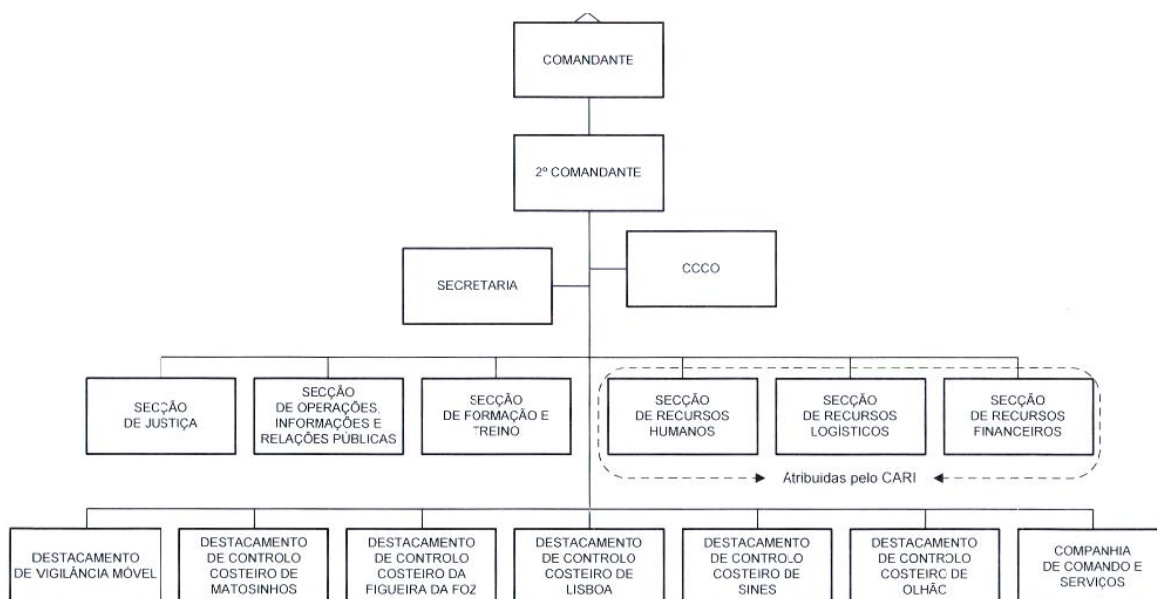 COMANDANTE
2º COMANDANTE
CCCO
SECRETARIA
SECÇÃO
DE JUSTIÇA
SECÇÃO
DE OPERAÇÕES,
INFORMAÇÕES E
RELAÇÕES PÚBLICAS
SECÇÃO
DE FORMAÇÃO E
TREINO
SECÇÃO
DE RECURSOS
HUMANOS
SECÇÃO
DE RECURSOS
LOGÍSTICOS
SECÇÃO
DE RECURSOS
FINANCEIROS
Atribuidas pelo CARI
DESTACAMENTO
DE VIGILÂNCIA MÓVEL
DESTACAMENTO
DE CONTROLO
COSTEIRO DE
MATOSINHOS
DESTACAMENTO
DE CONTROLO
COSTEIRO DA
FIGUEIRA DA FOZ
DESTACAMENTO
DE CONTROLO
COSTEIRO DE
LISBOA
DESTACAMENTO
DE CONTROLO
COSTEIRO DE
SINES
DESTACAMENTO
DE CONTROLO
COSTEIRO DE
OLHÃO
COMPANHIA
DE COMANDO E
SERVIÇOS